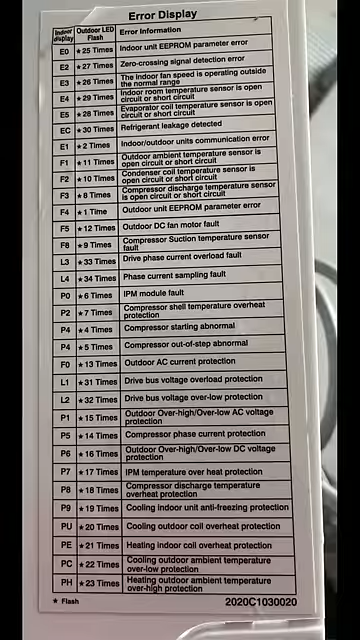 Error Display
Indoor display Outdoor LED Flash Error Information
E0 ★25 Times Indoor unit EEPROM parameter error
E2 ★27 Times Zero-crossing signal detection error
E3 ★26 Times The indoor fan speed is operating outside the normal range
E4 ★29 Times Indoor room temperature sensor is open circuit or short circuit
E5 ★28 Times Evaporator coil temperature sensor is open circuit or short circuit
EC ★30 Times Refrigerant leakage detected
E1 ★2 Times Indoor/outdoor units communication error
F1 ★11 Times Outdoor ambient temperature sensor is open circuit or short circuit
F2 ★10 Times Condenser coil temperature sensor is open circuit or short circuit
F3 ★8 Times Compressor discharge temperature sensor is open circuit or short circuit
F4 ★1 Time Outdoor unit EEPROM parameter error
F5 ★12 Times Outdoor DC fan motor fault
F8 ★9 Times Compressor Suction temperature sensor fault
L3 ★33 Times Drive phase current overload fault
L4 ★34 Times Phase current sampling fault
P0 ★6 Times IPM module fault
P2 ★7 Times Compressor shell temperature overheat protection
P4 ★4 Times Compressor starting abnormal
P4 ★5 Times Compressor out-of-step abnormal
F0 ★13 Times Outdoor AC current protection
L1 ★31 Times Drive bus voltage overload protection
L2 ★32 Times Drive bus voltage over-low protection
P1 ★15 Times Outdoor Over-high/Over-low AC voltage protection
P5 ★14 Times Compressor phase current protection
P6 ★16 Times Outdoor Over-high/Over-low DC voltage protection
P7 ★17 Times IPM temperature over heat protection
P8 ★18 Times Compressor discharge temperature overheat protection
P9 ★19 Times Cooling indoor unit anti-freezing protection
PU ★20 Times Cooling outdoor coil overheat protection
PE ★21 Times Heating indoor coil overheat protection
PC ★22 Times Cooling outdoor ambient temperature over-low protection
PH ★23 Times Heating outdoor ambient temperature over-high protection
★ Flash 2020C1030020